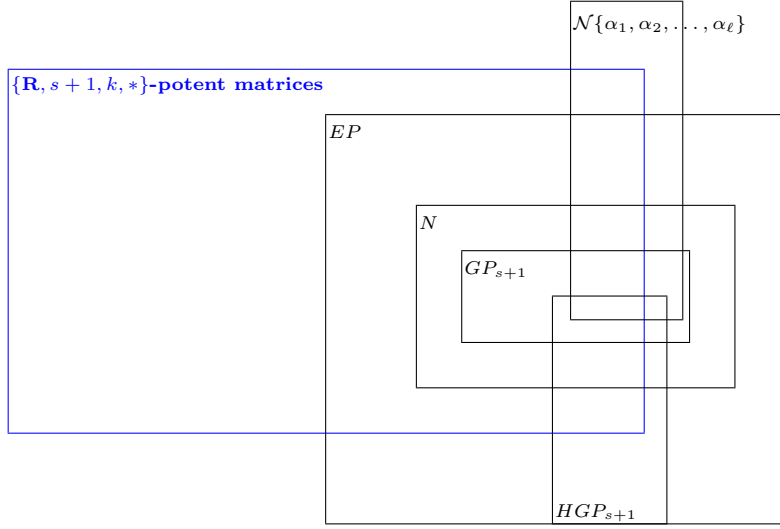 𝒩{α₁, α₂, . . . , α_ℓ}
{R, s + 1, k, ∗}-potent matrices
EP
N
GP_{s+1}
HGP_{s+1}